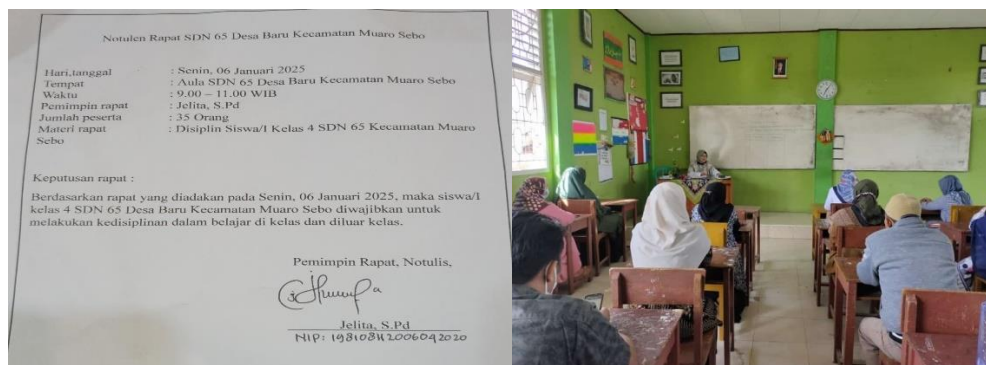 Notulen Rapat SDN 65 Desa Baru Kecamatan Muaro Sebo
Hari,tanggal : Senin, 06 Januari 2025
Tempat : Aula SDN 65 Desa Baru Kecamatan Muaro Sebo
Waktu : 9.00 – 11.00 WIB
Pemimpin rapat : Jelita, S.Pd
Jumlah peserta : 35 Orang
Materi rapat : Disiplin Siswa/I Kelas 4 SDN 65 Kecamatan Muaro
Sebo
Keputusan rapat :
Berdasarkan rapat yang diadakan pada Senin, 06 Januari 2025, maka siswa/I
kelas 4 SDN 65 Desa Baru Kecamatan Muaro Sebo diwajibkan untuk
melakukan kedisiplinan dalam belajar di kelas dan diluar kelas.
Pemimpin Rapat, Notulis,
Jelita, S.Pd
NIP: